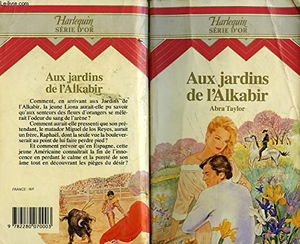 Harlequin
SÉRIE D'OR
Aux jardins
de l'Alkabir
Comment, en arrivant aux Jardins de
l'Alkabir, la jeune Liona aurait-elle pu savoir
qu'aux senteurs des fleurs d'orangers se mêle-
rait l'odeur du sang de l'arène?
Comment aurait-elle pressenti que son pré-
tendant, le matador Miguel de los Reyes, aurait
un frère, Raphaël, dont la seule vue la boulever-
serait au point de lui faire perdre pied?
Et comment prévoir qu'en Espagne, cette
jeune Américaine connaîtrait la fin de l'inno-
cence en perdant le calme et la pureté de son
âme tout en découvrant les pièges du désir?
9 782280 070003
Harlequin
SÉRIE D'OR
Aux jardins
de l'Alkabir
Abra Taylor